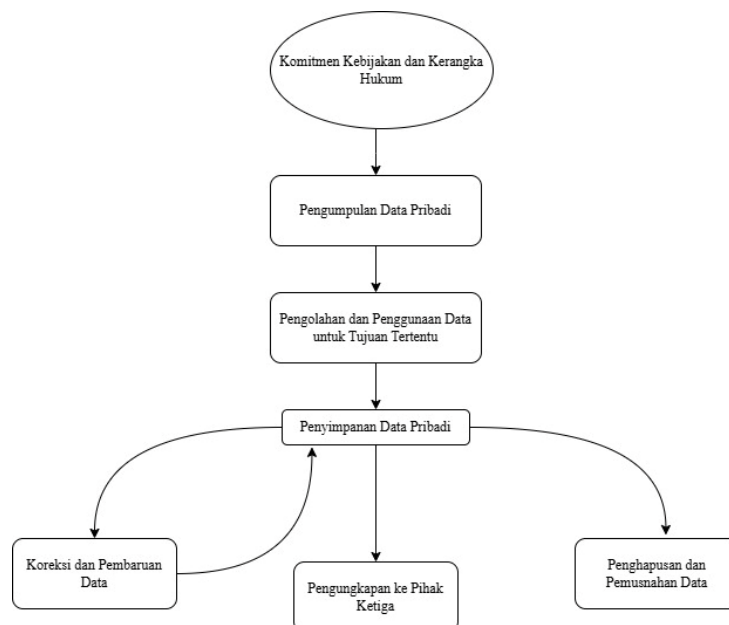 Komitmen Kebijakan dan Kerangka
Hukum
Pengumpulan Data Pribadi
Pengolahan dan Penggunaan Data
untuk Tujuan Tertentu
Penyimpanan Data Pribadi
Koreksi dan Pembaruan
Data
Pengungkapan ke Pihak
Ketiga
Penghapusan dan
Pemusnahan Data